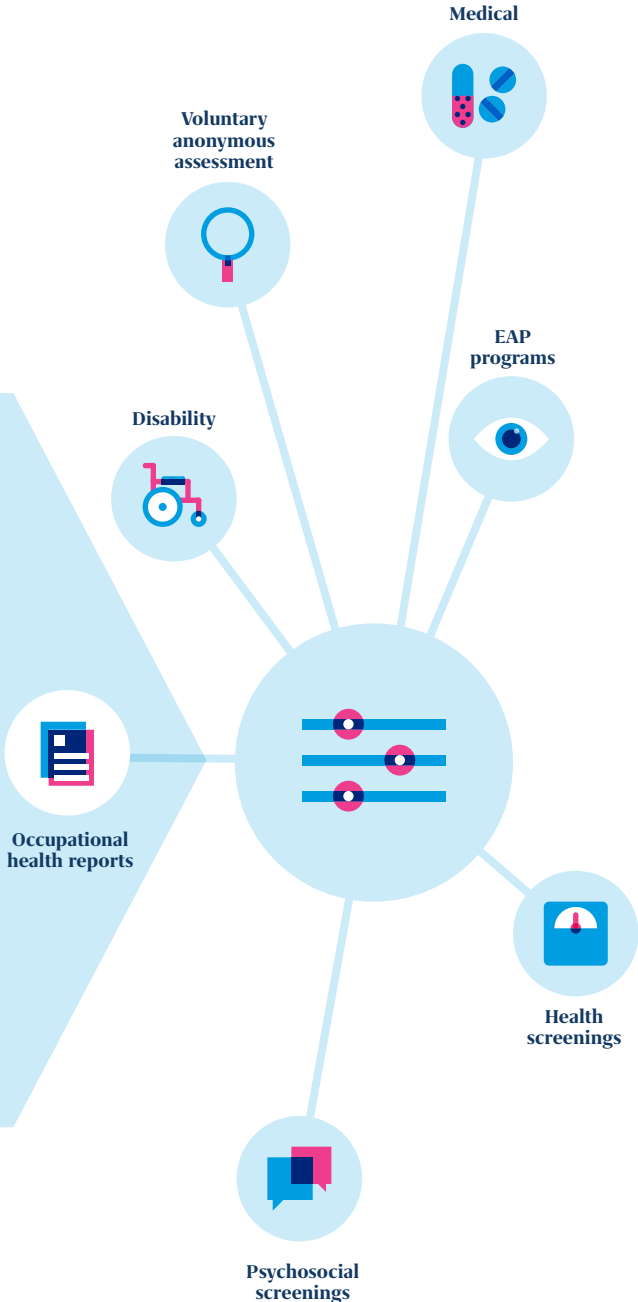 Medical
Voluntary
anonymous
assessment
EAP
programs
Disability
Occupational
health reports
Health
screenings
Psychosocial
screenings